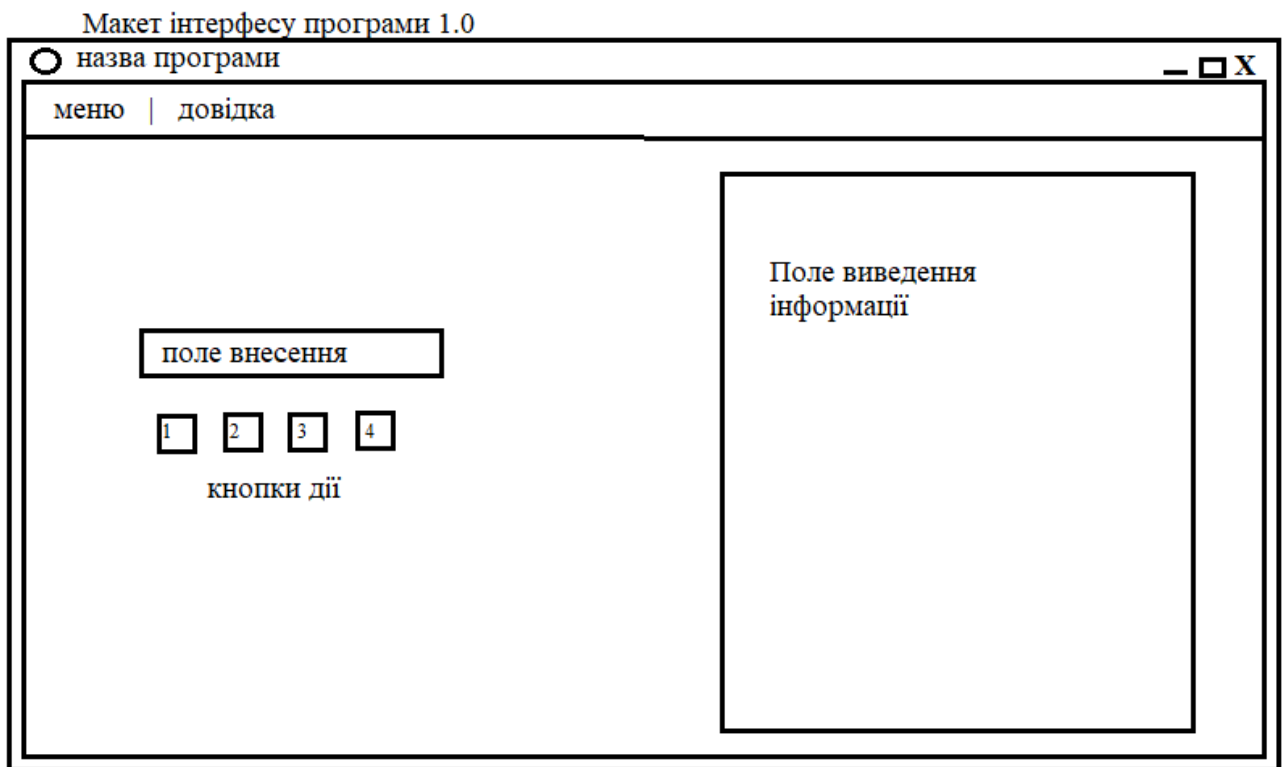 Макет інтерфесу програми 1.0
назва програми
X
меню | довідка
Поле виведення
інформації
поле внесення
1 2 3 4
кнопки дії